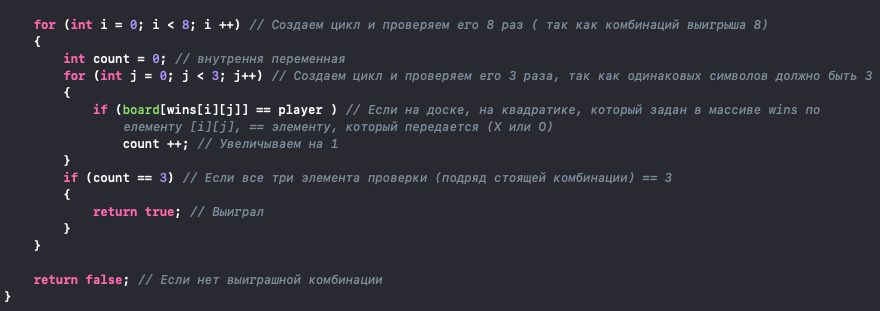 for (int i = 0; i < 8; i ++) // Создаем цикл и проверяем его 8 раз ( так как комбинаций выигрыша 8)
{
int count = 0; // внутрення переменная
for (int j = 0; j < 3; j++) // Создаем цикл и проверяем его 3 раза, так как одинаковых символов должно быть 3
{
if (board[wins[i][j]] == player ) // Если на доске, на квадратике, который задан в массиве wins по
елементу [i][j], == элементу, который передается (X или O)
count ++; // Увеличываем на 1
}
if (count == 3) // Если все три элемента проверки (подряд стоящей комбинации) == 3
{
return true; // Выиграл
}
}
return false; // Если нет выиграшной комбинации
}